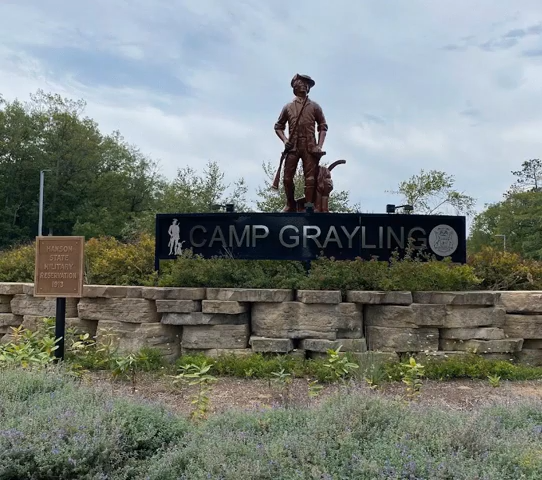 CAMP GRAYLING
HANSON
STATE
MILITARY
RESERVATION
1913